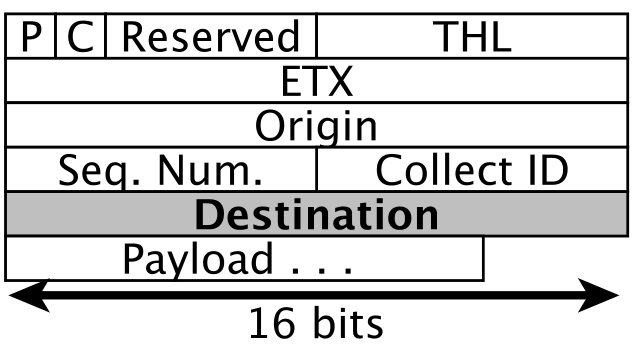 P C Reserved THL
ETX
Origin
Seq. Num. Collect ID
Destination
Payload . . .
16 bits